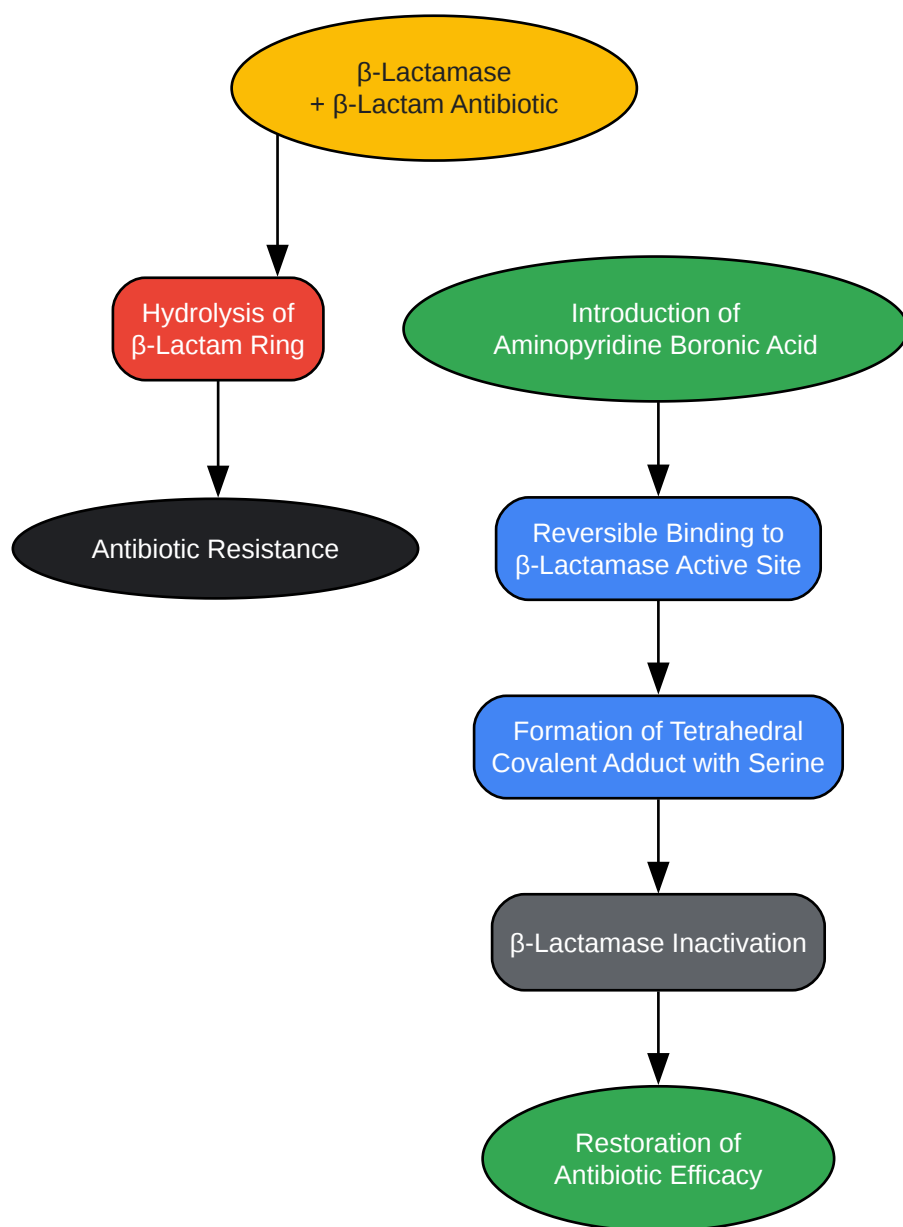 β-Lactamase
+ β-Lactam Antibiotic
Hydrolysis of
β-Lactam Ring
Antibiotic Resistance
Introduction of
Aminopyridine Boronic Acid
Reversible Binding to
β-Lactamase Active Site
Formation of Tetrahedral
Covalent Adduct with Serine
β-Lactamase Inactivation
Restoration of
Antibiotic Efficacy